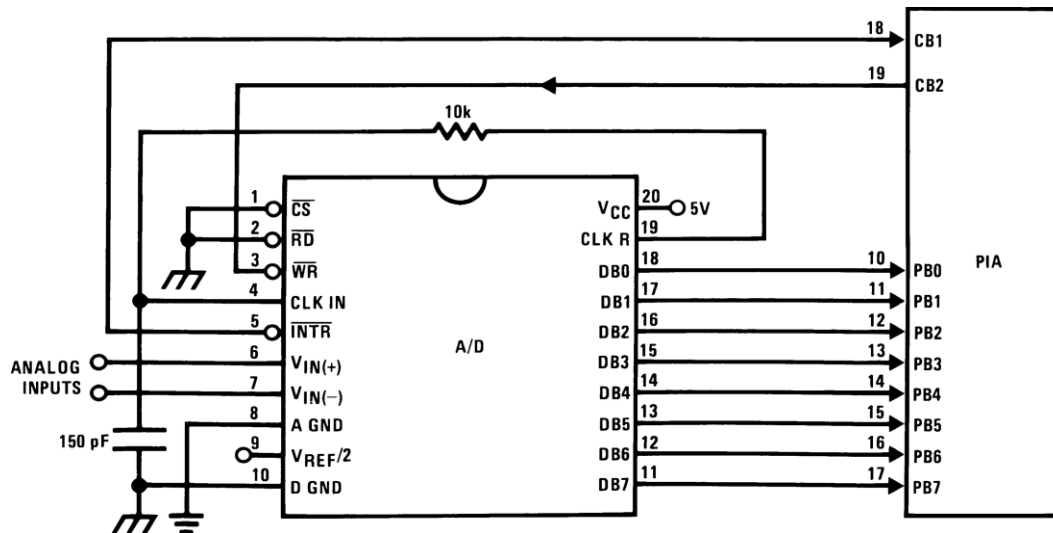 18 CB1
19 CB2
10k
1 CS
2 RD
3 WR
4 CLK IN
5 INTR
6 VIN(+)
7 VIN(−)
8 A GND
9 VREF/2
10 D GND
ANALOG
INPUTS
150 pF
A/D
VCC 20 5V
CLK R 19
DB0 18
DB1 17
DB2 16
DB3 15
DB4 14
DB5 13
DB6 12
DB7 11
10 PB0
11 PB1
12 PB2
13 PB3
14 PB4
15 PB5
16 PB6
17 PB7
PIA